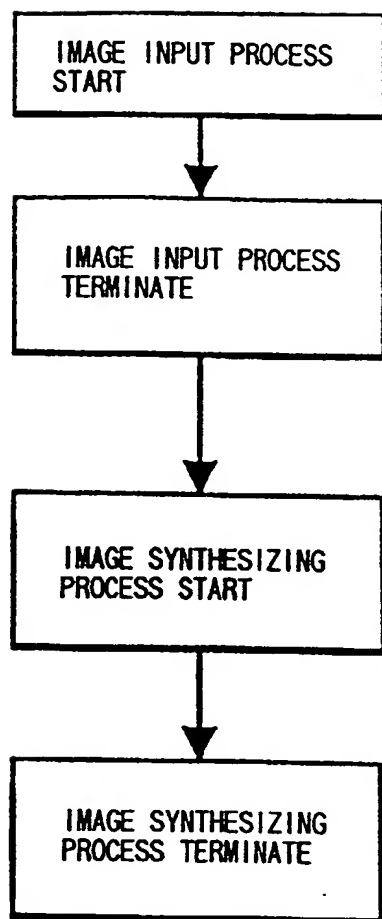 IMAGE INPUT PROCESS
START
IMAGE INPUT PROCESS
TERMINATE
IMAGE SYNTHESIZING
PROCESS START
IMAGE SYNTHESIZING
PROCESS TERMINATE